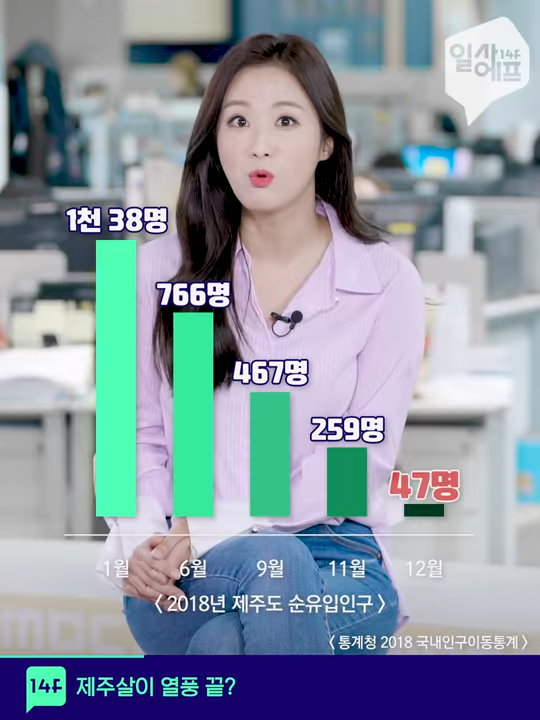 일사 14F
에프
1천 38명
766명
467명
259명
47명
1월 6월 9월 11월 12월
< 2018년 제주도 순유입인구 >
MBC
< 통계청 2018 국내인구이동통계 >
14F 제주살이 열풍 끝?